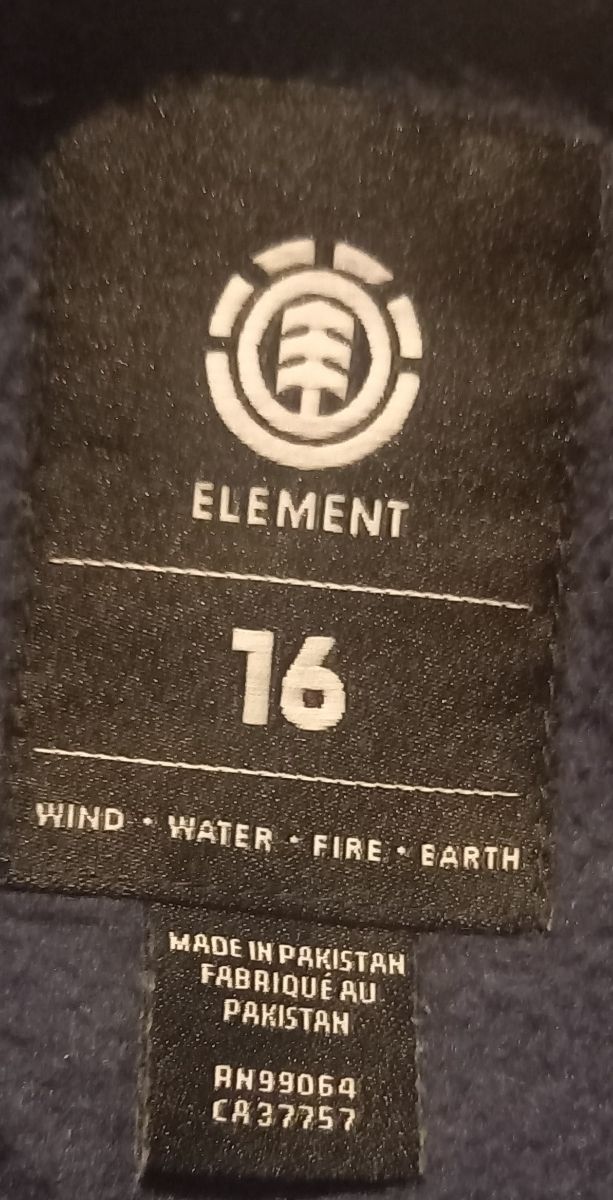 ELEMENT
16
WIND • WATER • FIRE • EARTH
MADE IN PAKISTAN
FABRIQUÉ AU
PAKISTAN
RN99064
CA37757